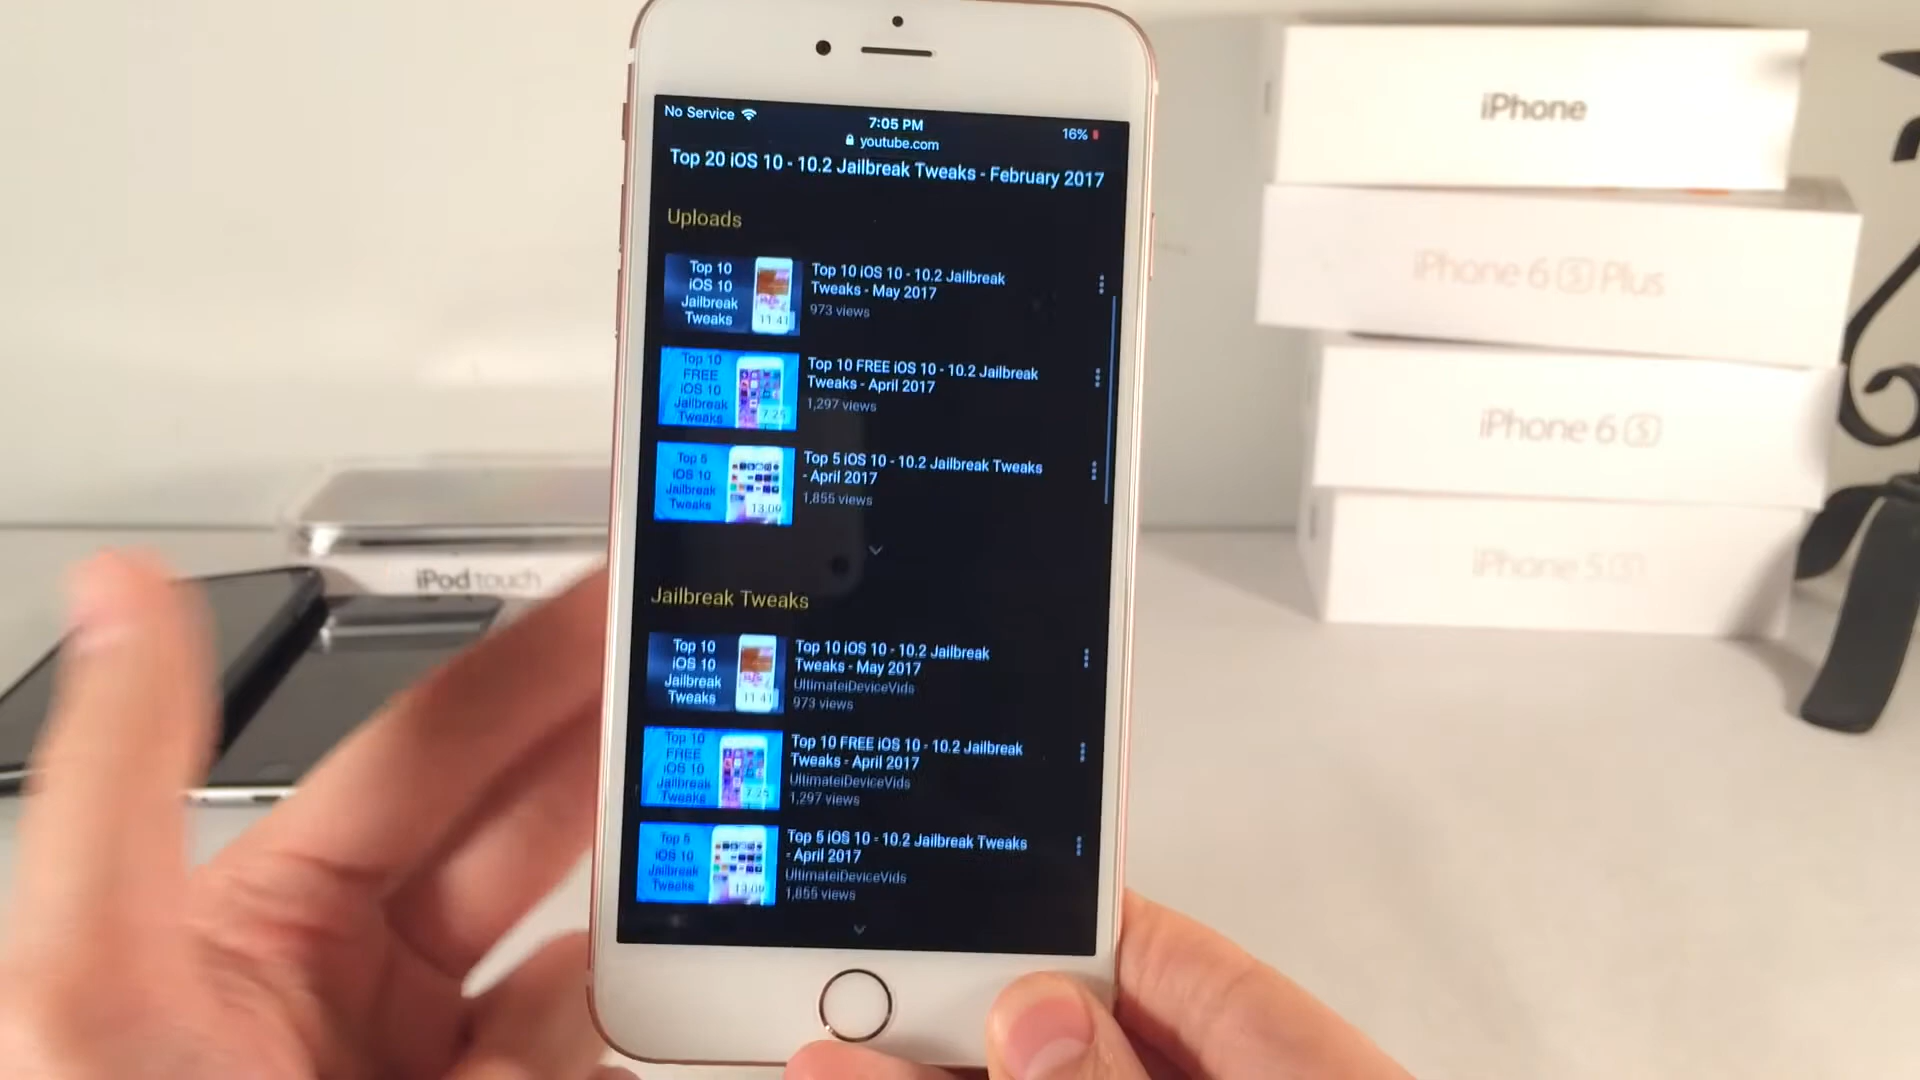 No Service
7:05 PM
16%
youtube.com
Top 20 iOS 10 - 10.2 Jailbreak Tweaks - February 2017
Uploads
Top 10
iOS 10
Jailbreak
Tweaks
11:41
Top 10 iOS 10 - 10.2 Jailbreak
Tweaks - May 2017
973 views
Top 10
FREE
iOS 10
Jailbreak
Tweaks
7:25
Top 10 FREE iOS 10 - 10.2 Jailbreak
Tweaks - April 2017
1,297 views
Top 5
iOS 10
Jailbreak
Tweaks
13:09
Top 5 iOS 10 - 10.2 Jailbreak Tweaks
- April 2017
1,855 views
Jailbreak Tweaks
Top 10
iOS 10
Jailbreak
Tweaks
11:41
Top 10 iOS 10 - 10.2 Jailbreak
Tweaks - May 2017
UltimateiDeviceVids
973 views
Top 10
FREE
iOS 10
Jailbreak
Tweaks
7:25
Top 10 FREE iOS 10 - 10.2 Jailbreak
Tweaks - April 2017
UltimateiDeviceVids
1,297 views
Top 5
iOS 10
Jailbreak
Tweaks
13:09
Top 5 iOS 10 - 10.2 Jailbreak Tweaks
- April 2017
UltimateiDeviceVids
1,855 views
iPod touch
iPhone
iPhone 6 S Plus
iPhone 6 S
iPhone 5 S